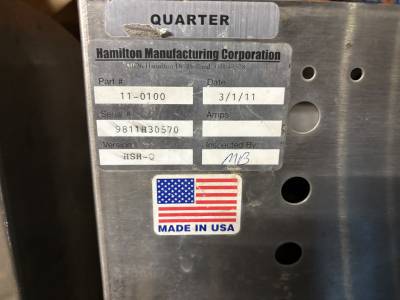 QUARTER
Hamilton Manufacturing Corporation
Part #: Date
11-0100 3/1/11
Serial # Amps
9811H30570
Version Inspected By:
HSH-Q MB
MADE IN USA